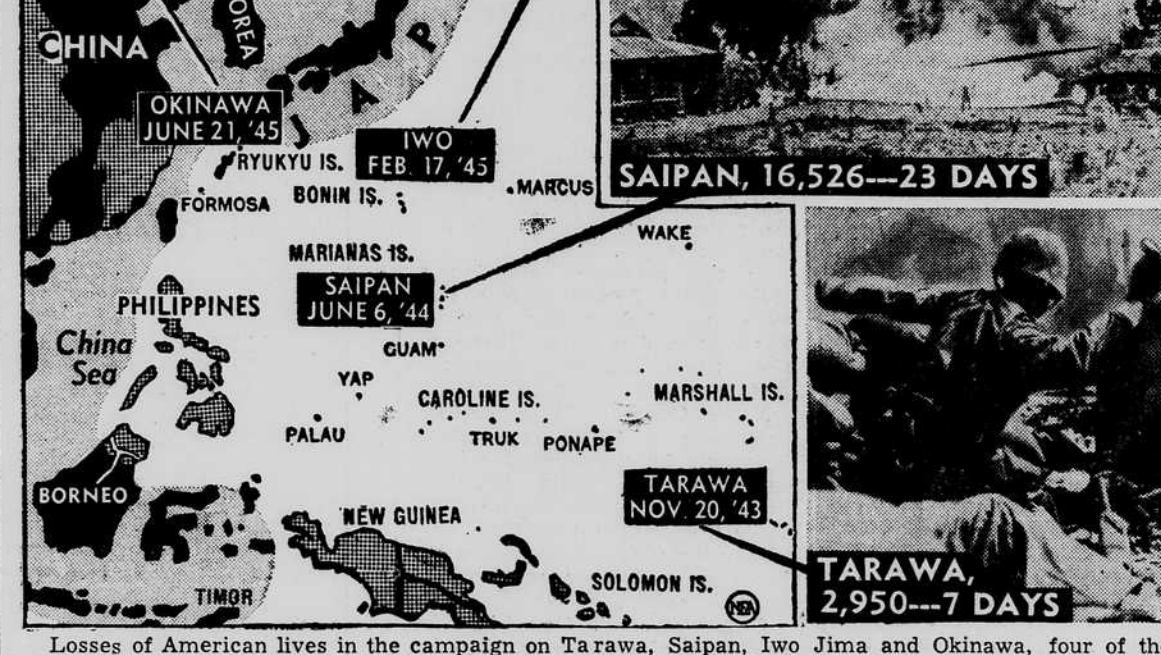 CHINA
KOREA
JAP
OKINAWA
JUNE 21, '45
IWO
FEB. 17, '45
RYUKYU IS.
BONIN IS.
MARCUS
FORMOSA
SAIPAN, 16,526---23 DAYS
WAKE
MARIANAS IS.
SAIPAN
JUNE 6, '44
PHILIPPINES
China
Sea
GUAM
YAP
CAROLINE IS.
MARSHALL IS.
PALAU
TRUK
PONAPE
BORNEO
TARAWA
NOV. 20, '43
NEW GUINEA
SOLOMON IS.
TIMOR
NEA
TARAWA,
2,950---7 DAYS
Losses of American lives in the campaign on Tarawa, Saipan, Iwo Jima and Okinawa, four of th